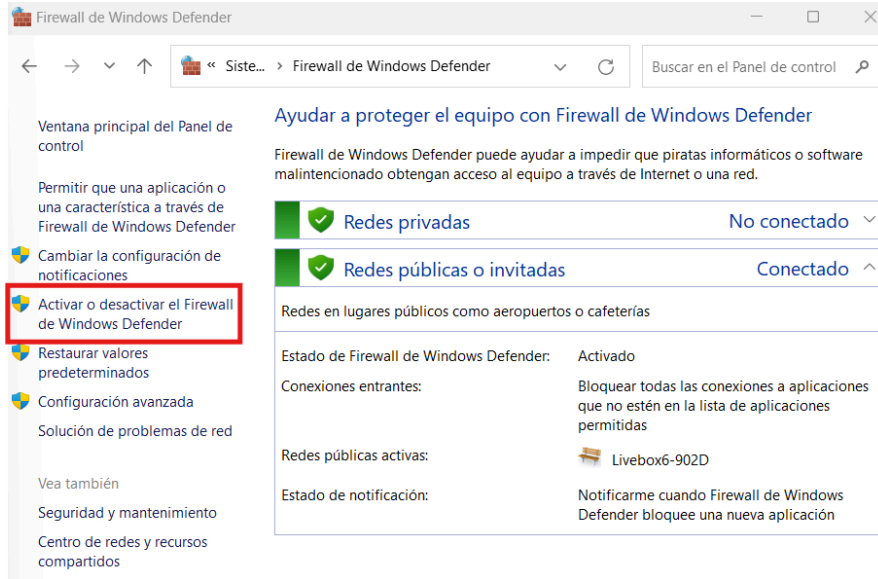 Firewall de Windows Defender
« Siste... › Firewall de Windows Defender
Buscar en el Panel de control
Ventana principal del Panel de
control
Permitir que una aplicación o
una característica a través de
Firewall de Windows Defender
Cambiar la configuración de
notificaciones
Activar o desactivar el Firewall
de Windows Defender
Restaurar valores
predeterminados
Configuración avanzada
Solución de problemas de red
Vea también
Seguridad y mantenimiento
Centro de redes y recursos
compartidos
Ayudar a proteger el equipo con Firewall de Windows Defender
Firewall de Windows Defender puede ayudar a impedir que piratas informáticos o software
malintencionado obtengan acceso al equipo a través de Internet o una red.
Redes privadas No conectado
Redes públicas o invitadas Conectado
Redes en lugares públicos como aeropuertos o cafeterías
Estado de Firewall de Windows Defender: Activado
Conexiones entrantes: Bloquear todas las conexiones a aplicaciones
que no estén en la lista de aplicaciones
permitidas
Redes públicas activas: Livebox6-902D
Estado de notificación: Notificarme cuando Firewall de Windows
Defender bloquee una nueva aplicación